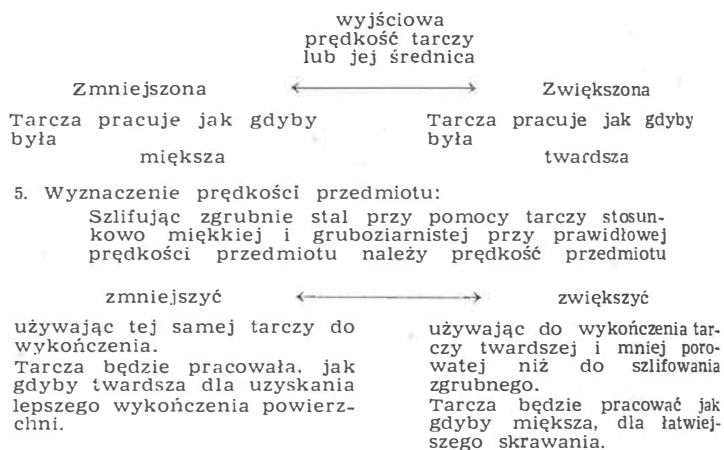 wyjściowa
prędkość tarczy
lub jej średnica
Zmniejszona
Zwiększona
Tarcza pracuje jak gdyby
była
miększa
Tarcza pracuje jak gdyby
była
twardsza
5. Wyznaczenie prędkości przedmiotu:
Szlifując zgrubnie stal przy pomocy tarczy stosun-
kowo miękkiej i gruboziarnistej przy prawidłowej
prędkości przedmiotu należy prędkość przedmiotu
zmniejszyć
zwiększyć
używając tej samej tarczy do
wykończenia.
Tarcza będzie pracowała, jak
gdyby twardsza dla uzyskania
lepszego wykończenia powierz-
chni.
używając do wykończenia tar-
czy twardszej i mniej poro-
watej niż do szlifowania
zgrubnego.
Tarcza będzie pracować jak
gdyby miększa, dla łatwiej-
szego skrawania.